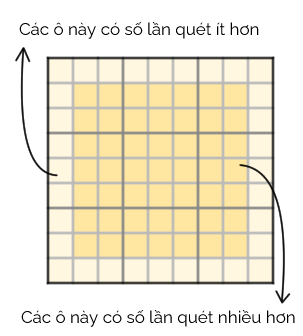 Các ô này có số lần quét ít hơn
Các ô này có số lần quét nhiều hơn